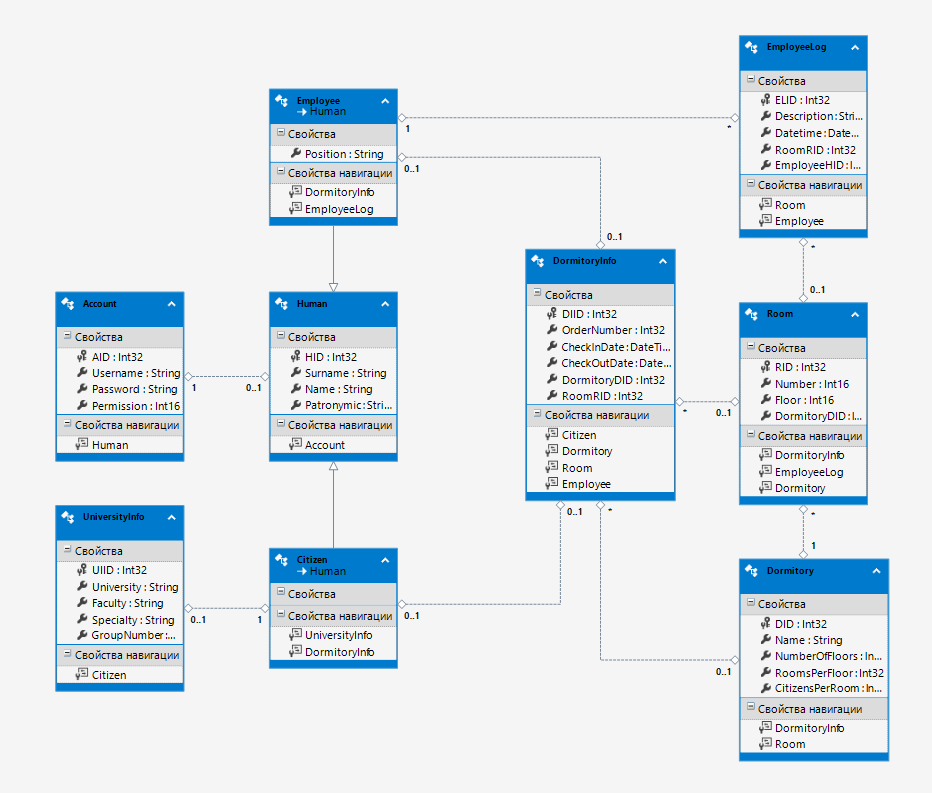 EmployeeLog
Свойства
ELID : Int32
Description : Stri...
Datetime : Date...
RoomRID : Int32
EmployeeHID : I...
Свойства навигации
Room
Employee
Employee
Human
Свойства
Position : String
Свойства навигации
DormitoryInfo
EmployeeLog
1
*
0..1
0..1
*
0..1
DormitoryInfo
Свойства
DIID : Int32
OrderNumber : Int32
CheckInDate : DateTi...
CheckOutDate : Date...
DormitoryDID : Int32
RoomRID : Int32
Свойства навигации
Citizen
Dormitory
Room
Employee
Account
Свойства
AID : Int32
Username : String
Password : String
Permission : Int16
Свойства навигации
Human
1
0..1
Human
Свойства
HID : Int32
Surname : String
Name : String
Patronymic : Stri...
Свойства навигации
Account
Room
Свойства
RID : Int32
Number : Int16
Floor : Int16
DormitoryDID : I...
Свойства навигации
DormitoryInfo
EmployeeLog
Dormitory
*
0..1
0..1
*
*
1
UniversityInfo
Свойства
UIID : Int32
University : String
Faculty : String
Specialty : String
GroupNumber : ...
Свойства навигации
Citizen
0..1
1
Citizen
Human
Свойства
Свойства навигации
UniversityInfo
DormitoryInfo
0..1
0..1
Dormitory
Свойства
DID : Int32
Name : String
NumberOfFloors : In...
RoomsPerFloor : Int32
CitizensPerRoom : In...
Свойства навигации
DormitoryInfo
Room